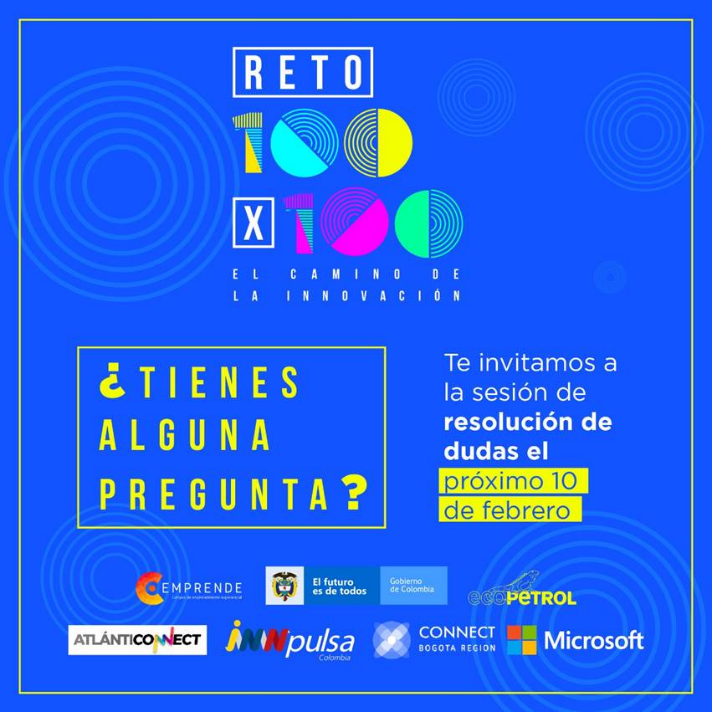 RETO
100
X 100
EL CAMINO DE
LA INNOVACIÓN
¿TIENES
ALGUNA
PREGUNTA?
Te invitamos a
la sesión de
resolución de
dudas el
próximo 10
de febrero
EMPRENDE
El futuro
es de todos
Gobierno
de Colombia
ecoPETROL
ATLÁNTICONNECT
iNNpulsa
Colombia
CONNECT
BOGOTA REGION
Microsoft